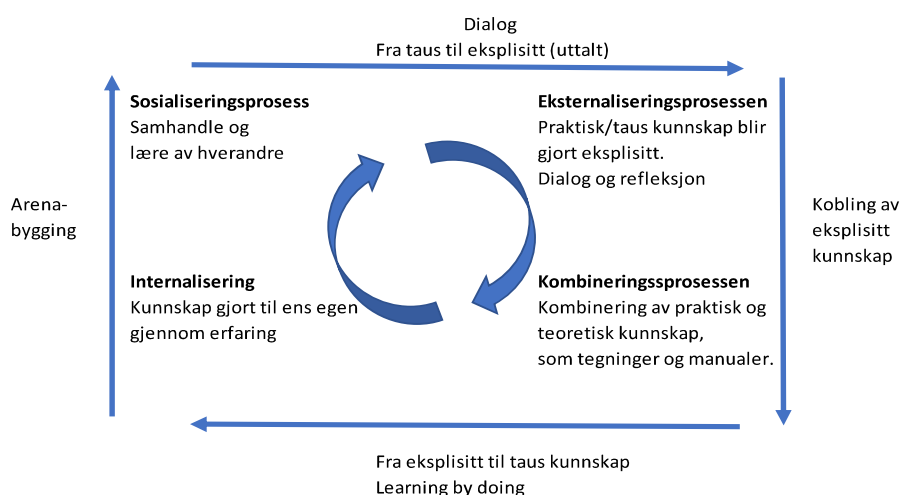 Dialog
Fra taus til eksplisitt (uttalt)
Sosialiseringsprosess
Samhandle og
lære av hverandre
Eksternaliseringsprosessen
Praktisk/taus kunnskap blir
gjort eksplisitt.
Dialog og refleksjon
Arena-
bygging
Kobling av
eksplisitt
kunnskap
Internalisering
Kunnskap gjort til ens egen
gjennom erfaring
Kombineringssprosessen
Kombinering av praktisk og
teoretisk kunnskap,
som tegninger og manualer.
Fra eksplisitt til taus kunnskap
Learning by doing